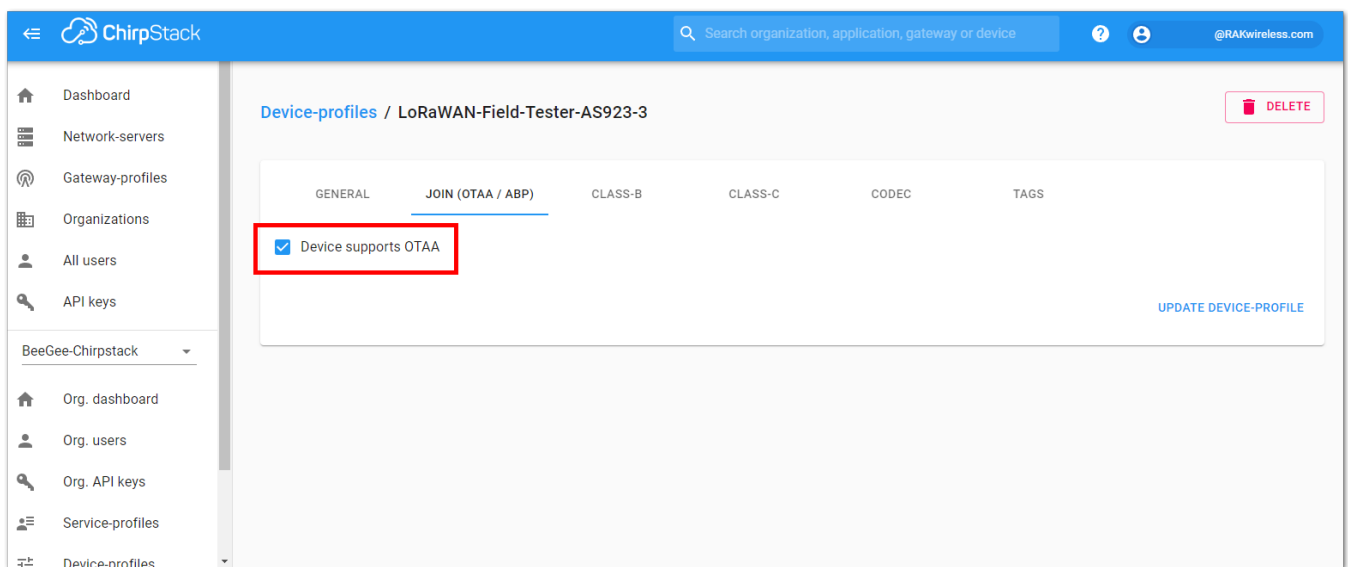 ChirpStack
Search organization, application, gateway or device
?
@RAKwireless.com
Dashboard
Network-servers
Gateway-profiles
Organizations
All users
API keys
BeeGee-Chirpstack
Org. dashboard
Org. users
Org. API keys
Service-profiles
Device-profiles
Device-profiles / LoRaWAN-Field-Tester-AS923-3
DELETE
GENERAL JOIN (OTAA / ABP) CLASS-B CLASS-C CODEC TAGS
Device supports OTAA
UPDATE DEVICE-PROFILE